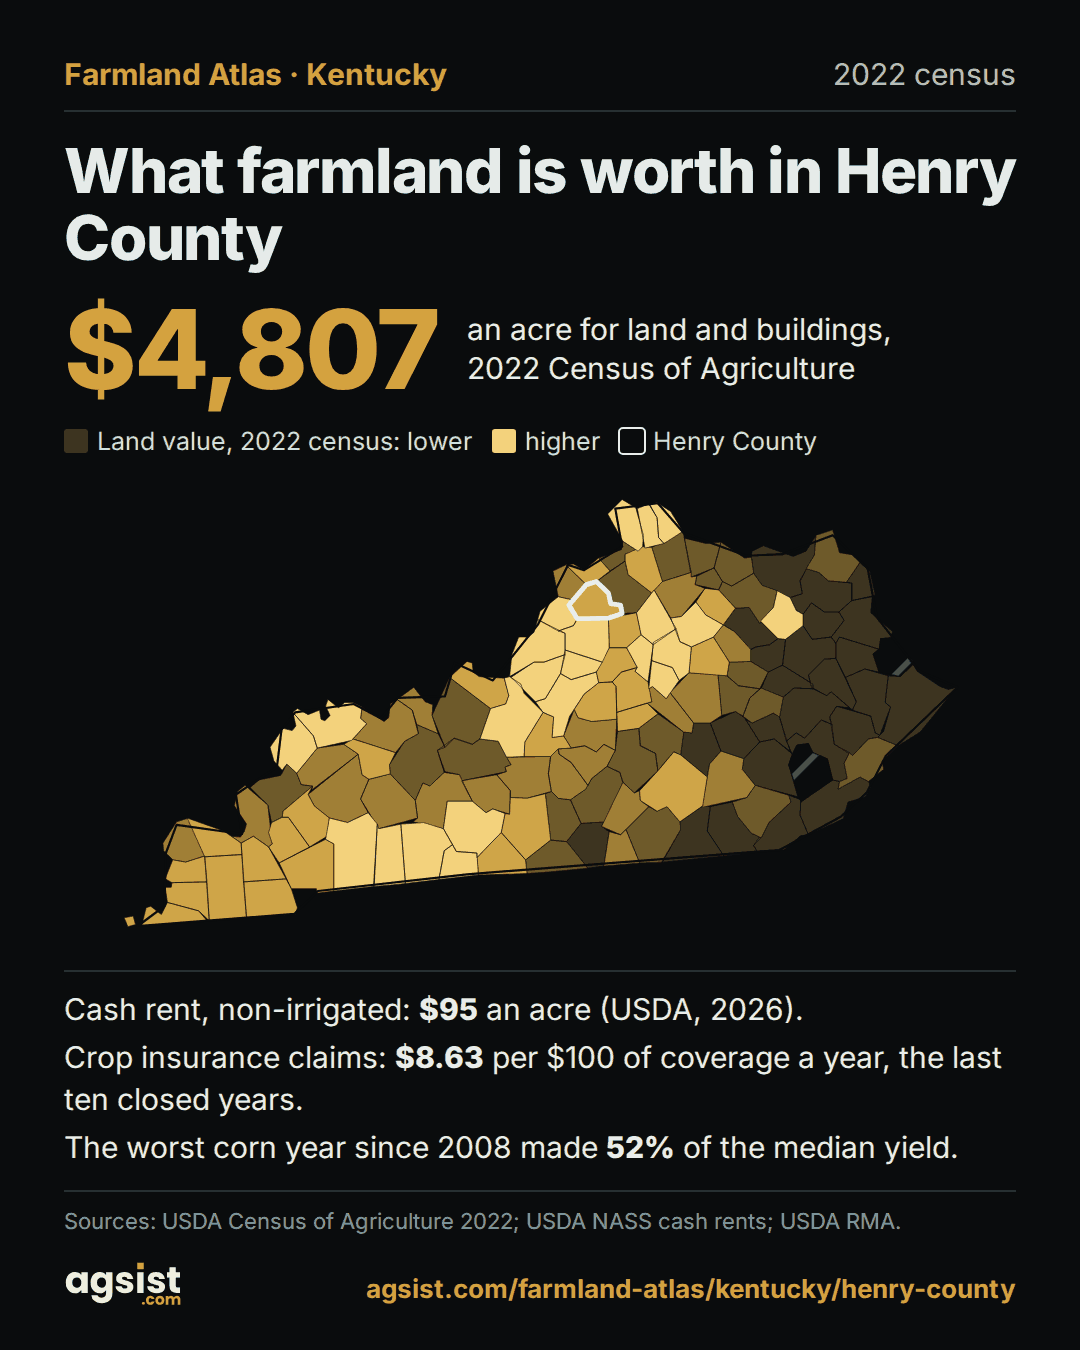 Farmland Atlas · Kentucky
2022 census
What farmland is worth in Henry
County
$4,807
an acre for land and buildings,
2022 Census of Agriculture
Land value, 2022 census: lower
higher
Henry County
Cash rent, non-irrigated: $95 an acre (USDA, 2026).
Crop insurance claims: $8.63 per $100 of coverage a year, the last
ten closed years.
The worst corn year since 2008 made 52% of the median yield.
Sources: USDA Census of Agriculture 2022; USDA NASS cash rents; USDA RMA.
agsist
.com
agsist.com/farmland-atlas/kentucky/henry-county